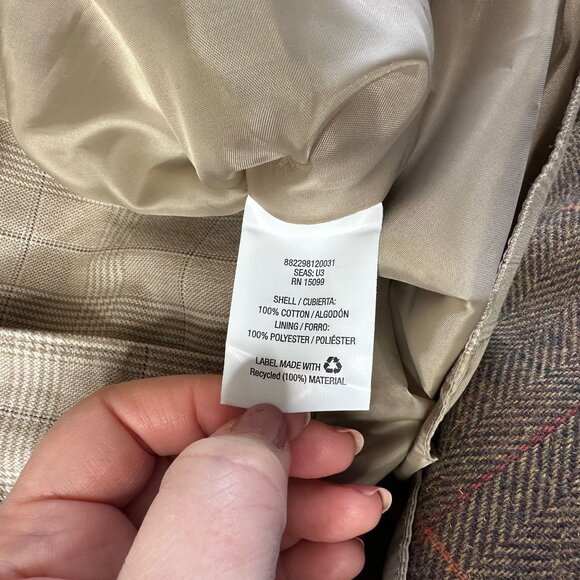 882298120031
SEAS: U3
RN 15099
SHELL / CUBIERTA:
100% COTTON / ALGODÓN
LINING / FORRO:
100% POLYESTER / POLIÉSTER
LABEL MADE WITH
Recycled (100%) MATERIAL